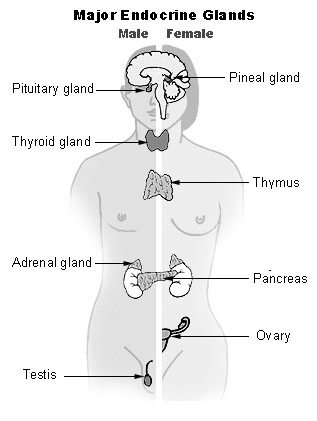 Major Endocrine Glands
Male Female
Pineal gland
Pituitary gland
Thyroid gland
Thymus
Adrenal gland
Pancreas
Ovary
Testis